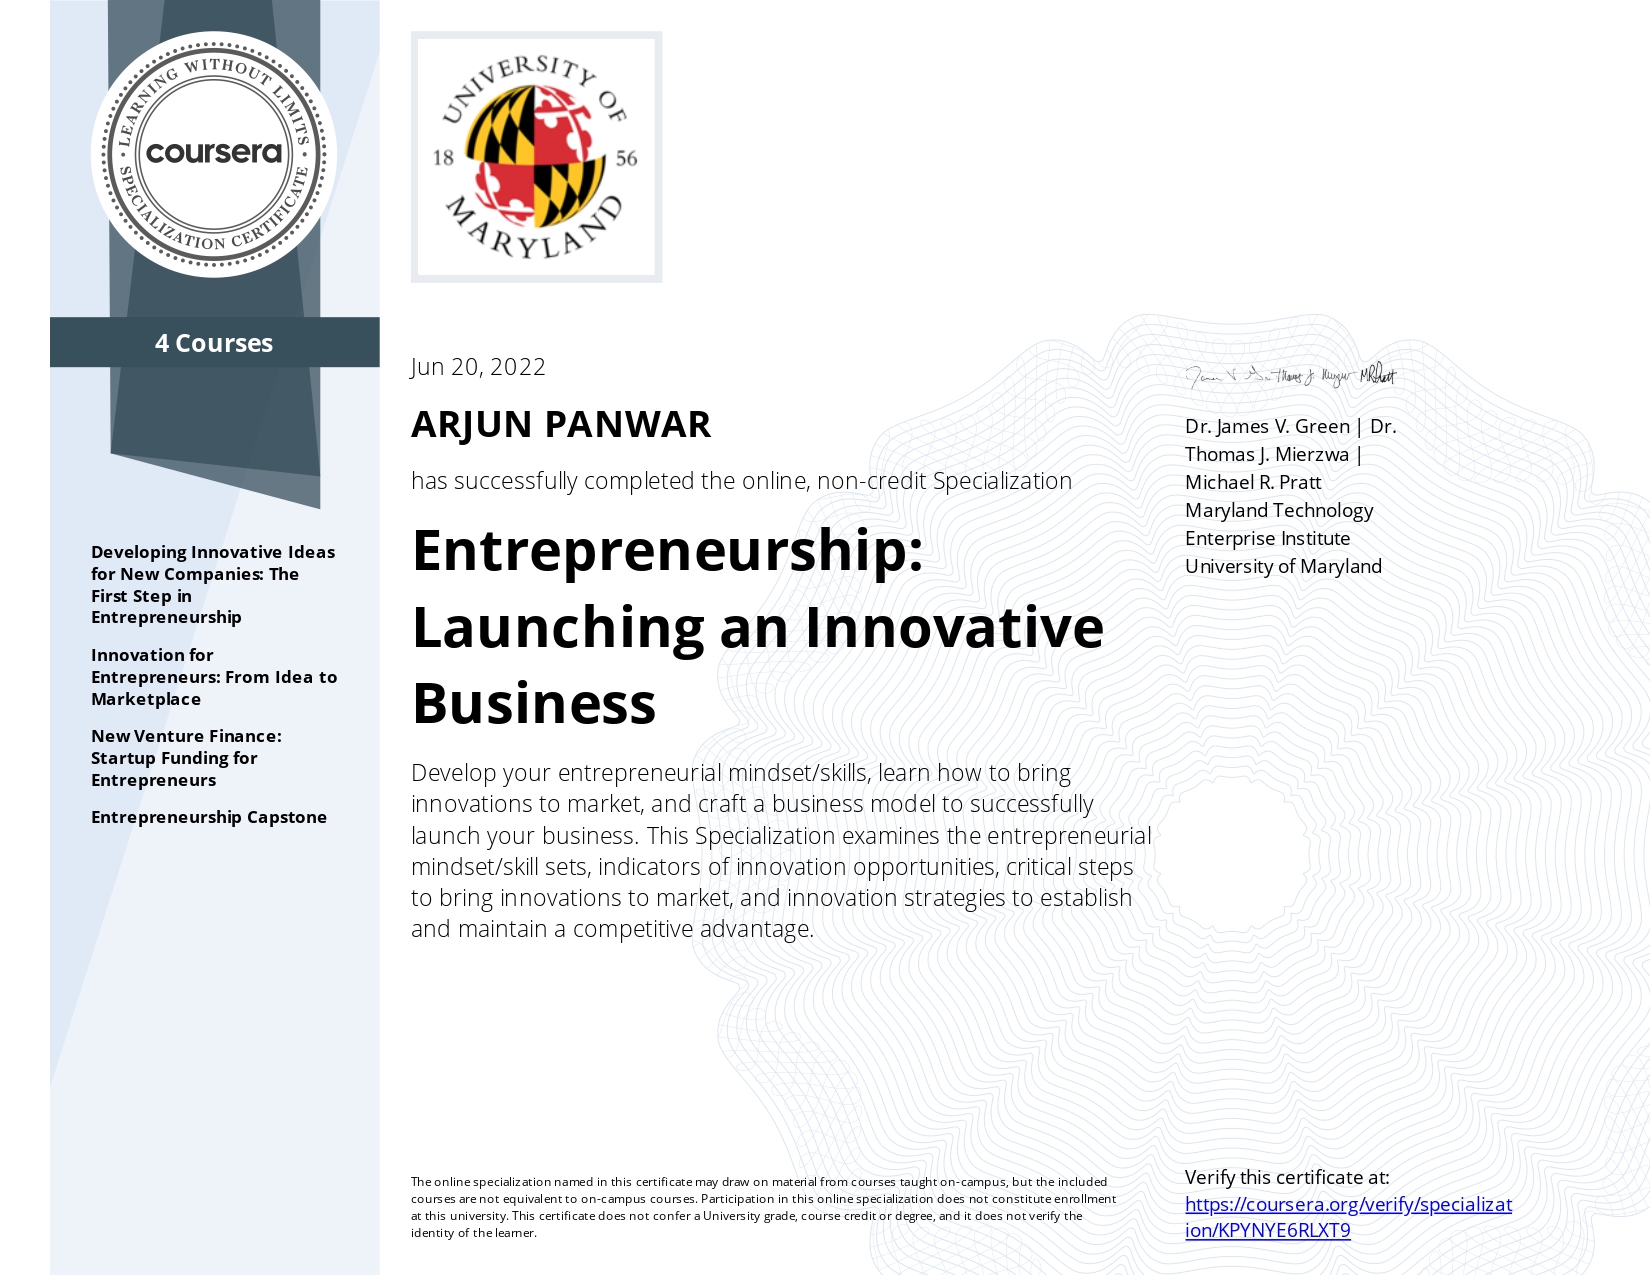 LEARNING WITHOUT LIMITS
coursera
SPECIALIZATION CERTIFICATE
4 Courses
Developing Innovative Ideas
for New Companies: The
First Step in
Entrepreneurship
Innovation for
Entrepreneurs: From Idea to
Marketplace
New Venture Finance:
Startup Funding for
Entrepreneurs
Entrepreneurship Capstone
UNIVERSITY OF
18 56
MARYLAND
Jun 20, 2022
ARJUN PANWAR
has successfully completed the online, non-credit Specialization
Entrepreneurship:
Launching an Innovative
Business
Develop your entrepreneurial mindset/skills, learn how to bring
innovations to market, and craft a business model to successfully
launch your business. This Specialization examines the entrepreneurial
mindset/skill sets, indicators of innovation opportunities, critical steps
to bring innovations to market, and innovation strategies to establish
and maintain a competitive advantage.
Dr. James V. Green | Dr.
Thomas J. Mierzwa |
Michael R. Pratt
Maryland Technology
Enterprise Institute
University of Maryland
The online specialization named in this certificate may draw on material from courses taught on-campus, but the included
courses are not equivalent to on-campus courses. Participation in this online specialization does not constitute enrollment
at this university. This certificate does not confer a University grade, course credit or degree, and it does not verify the
identity of the learner.
Verify this certificate at:
https://coursera.org/verify/specializat
ion/KPYNYE6RLXT9